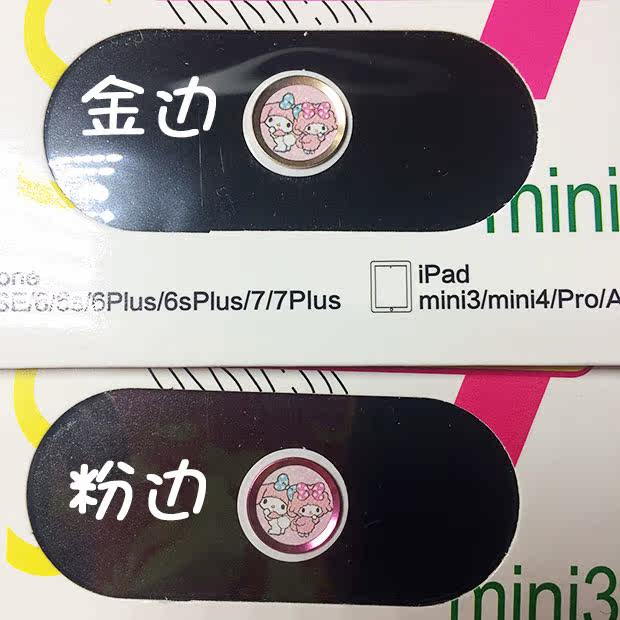 金边
mini
one
SE/6/6s/6Plus/6sPlus/7/7Plus
iPad
mini3/mini4/Pro/A
粉边
mini3